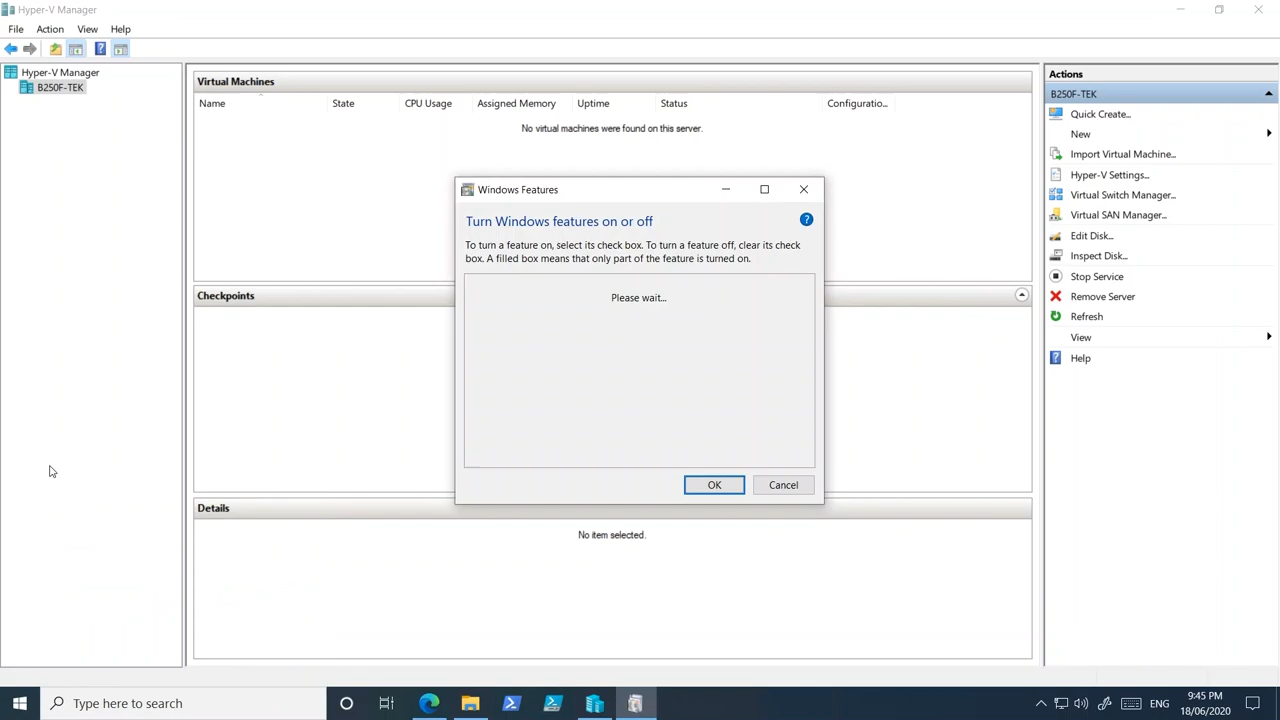 Hyper-V Manager
File Action View Help
Hyper-V Manager
B250F-TEK
Virtual Machines
Name State CPU Usage Assigned Memory Uptime Status Configuratio...
No virtual machines were found on this server.
Windows Features
Turn Windows features on or off
To turn a feature on, select its check box. To turn a feature off, clear its check
box. A filled box means that only part of the feature is turned on.
Please wait...
OK Cancel
Checkpoints
Details
No item selected.
Actions
B250F-TEK
Quick Create...
New
Import Virtual Machine...
Hyper-V Settings...
Virtual Switch Manager...
Virtual SAN Manager...
Edit Disk...
Inspect Disk...
Stop Service
Remove Server
Refresh
View
Help
Type here to search
ENG
9:45 PM
18/06/2020